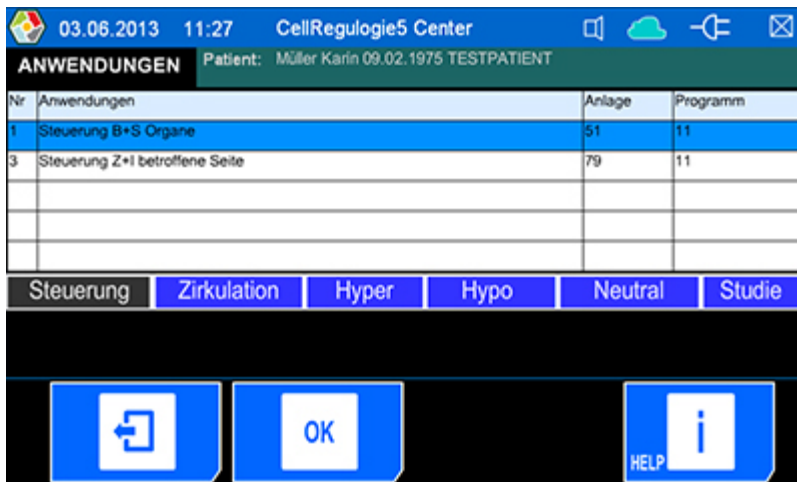 03.06.2013 11:27 CellRegulogie5 Center
ANWENDUNGEN Patient: Müller Karin 09.02.1975 TESTPATIENT
Nr Anwendungen Anlage Programm
1 Steuerung B+S Organe 51 11
3 Steuerung Z+I betroffene Seite 79 11
Steuerung Zirkulation Hyper Hypo Neutral Studie
OK HELP i